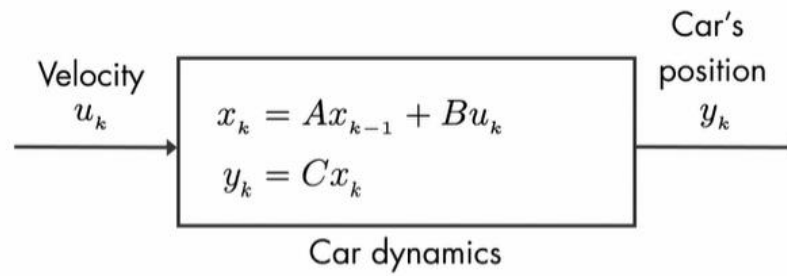 Velocity
u_k
x_k = Ax_{k-1} + Bu_k
y_k = Cx_k
Car's
position
y_k
Car dynamics